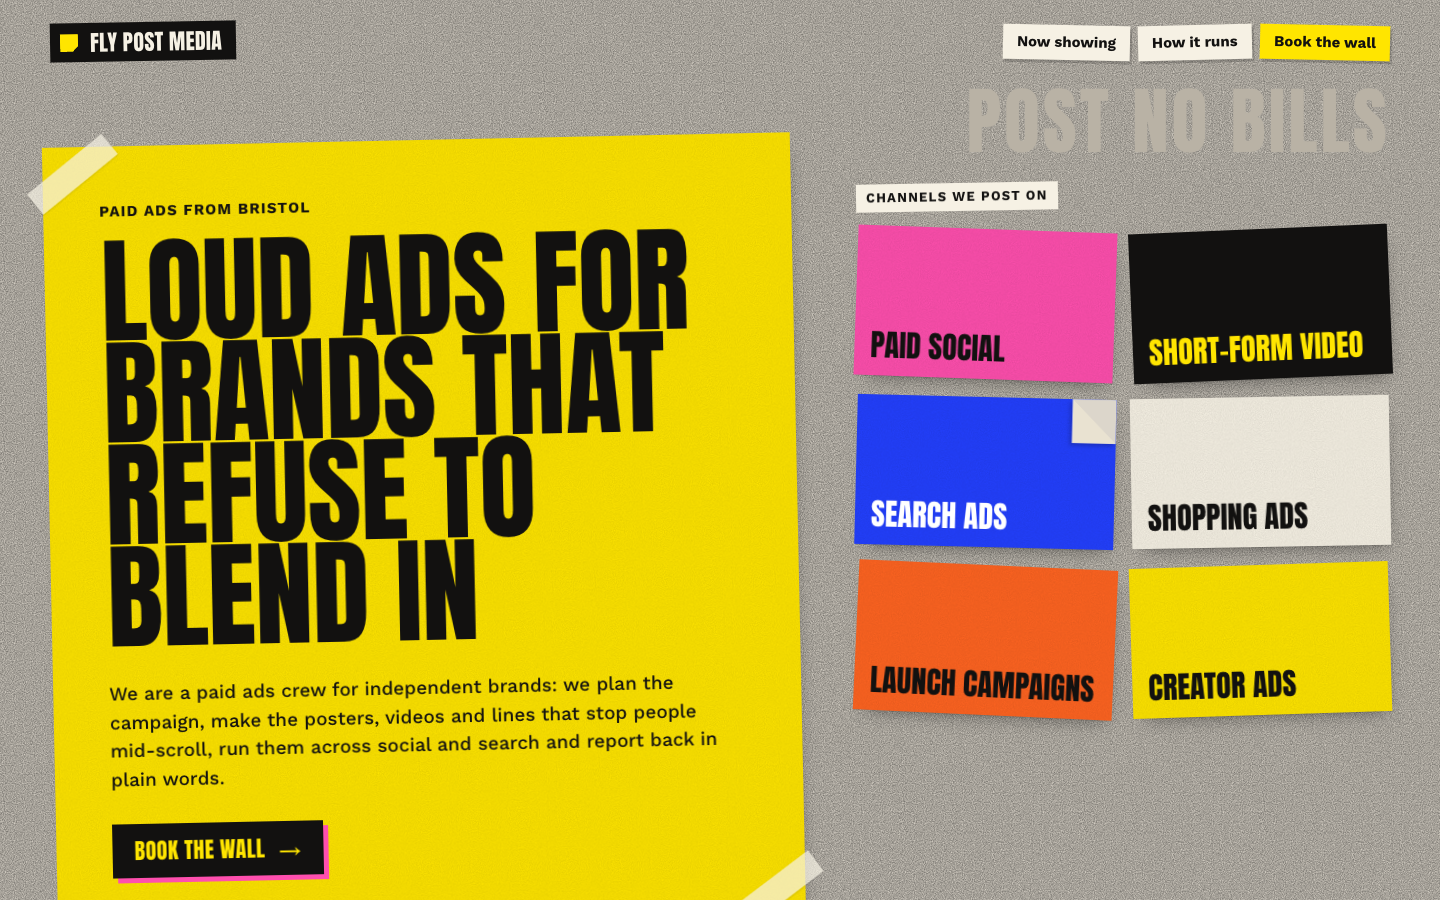 FLY POST MEDIA
Now showing
How it runs
Book the wall
POST NO BILLS
PAID ADS FROM BRISTOL
LOUD ADS FOR
BRANDS THAT
REFUSE TO
BLEND IN
We are a paid ads crew for independent brands: we plan the
campaign, make the posters, videos and lines that stop people
mid-scroll, run them across social and search and report back in
plain words.
BOOK THE WALL →
CHANNELS WE POST ON
PAID SOCIAL
SHORT-FORM VIDEO
SEARCH ADS
SHOPPING ADS
LAUNCH CAMPAIGNS
CREATOR ADS